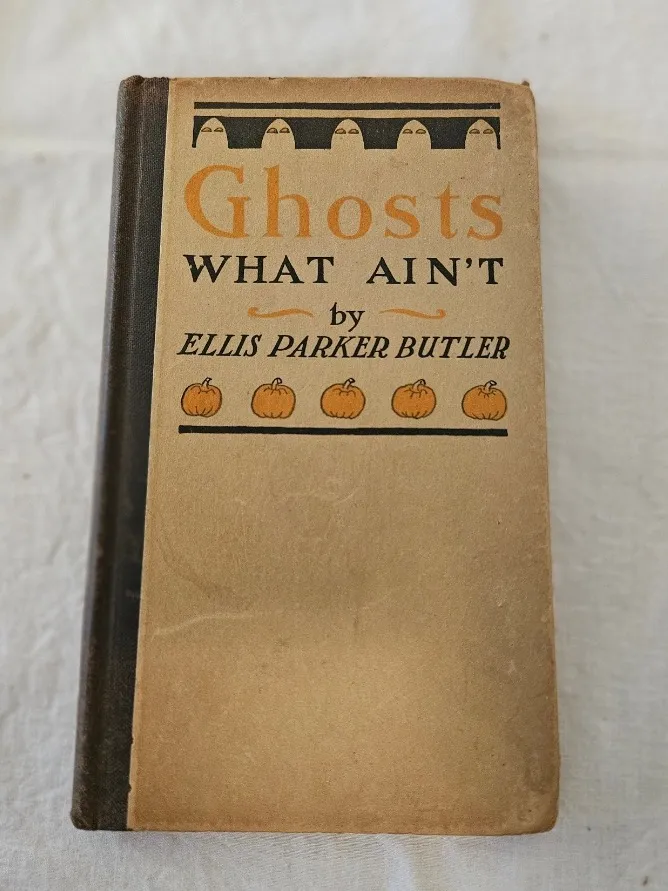 Ghosts
WHAT AIN'T
by
ELLIS PARKER BUTLER